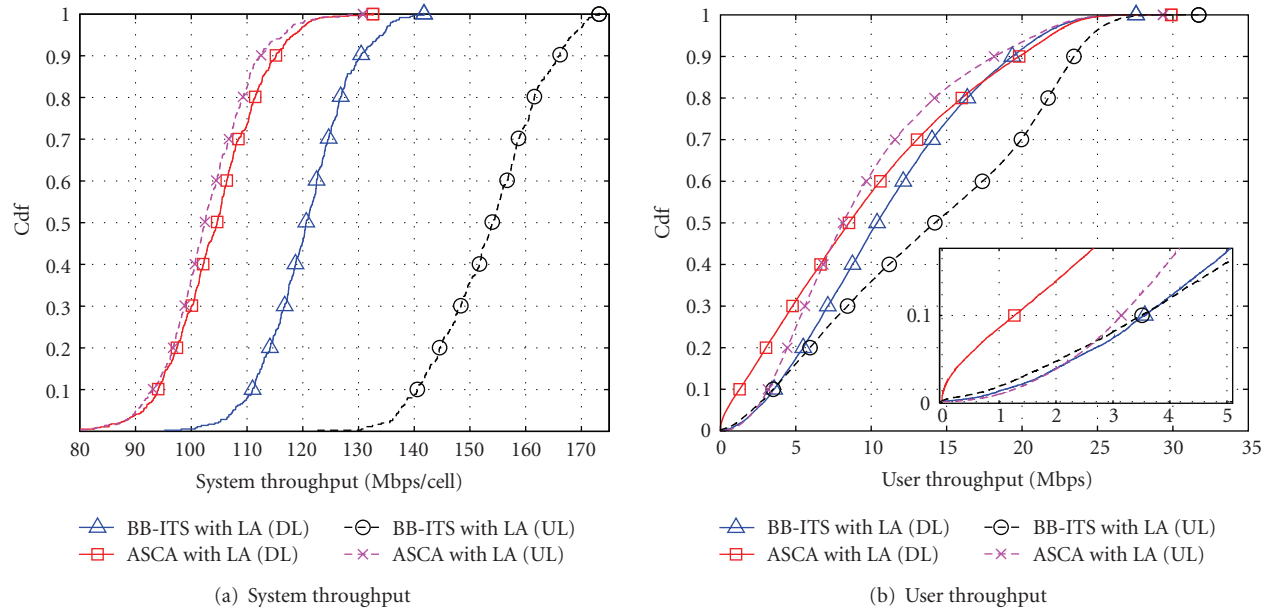 1
0.9
0.8
0.7
0.6
0.5
0.4
0.3
0.2
0.1
Cdf
80 90 100 110 120 130 140 150 160 170
System throughput (Mbps/cell)
BB-ITS with LA (DL)
ASCA with LA (DL)
BB-ITS with LA (UL)
ASCA with LA (UL)
(a) System throughput
1
0.9
0.8
0.7
0.6
0.5
0.4
0.3
0.2
0.1
0
Cdf
0.1
0
0 1 2 3 4 5
0 5 10 15 20 25 30 35
User throughput (Mbps)
BB-ITS with LA (DL)
ASCA with LA (DL)
BB-ITS with LA (UL)
ASCA with LA (UL)
(b) User throughput